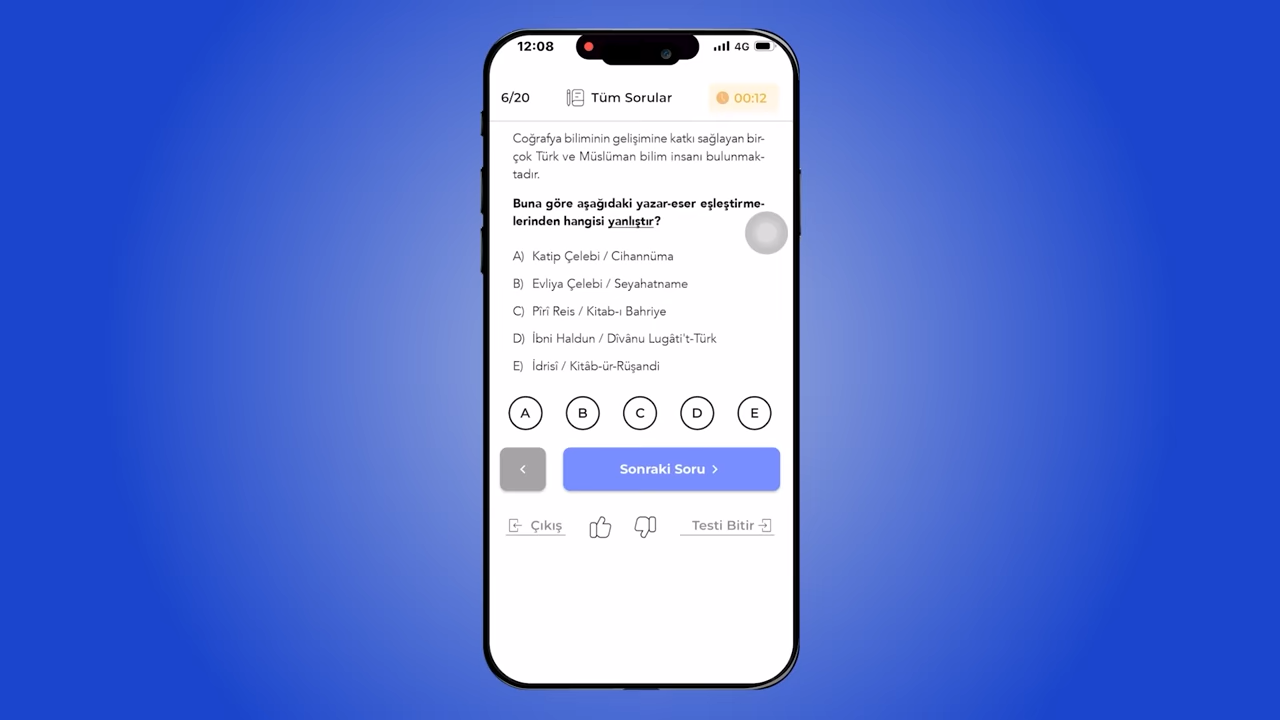 12:08
4G
6/20
Tüm Sorular
00:12
Coğrafya biliminin gelişimine katkı sağlayan bir-
çok Türk ve Müslüman bilim insanı bulunmak-
tadır.
Buna göre aşağıdaki yazar-eser eşleştirme-
lerinden hangisi yanlıştır?
A) Katip Çelebi / Cihannüma
B) Evliya Çelebi / Seyahatname
C) Pîrî Reis / Kitab-ı Bahriye
D) İbni Haldun / Dîvânu Lugâti't-Türk
E) İdrisî / Kitâb-ür-Rüşandi
A B C D E
Sonraki Soru
Çıkış
Testi Bitir